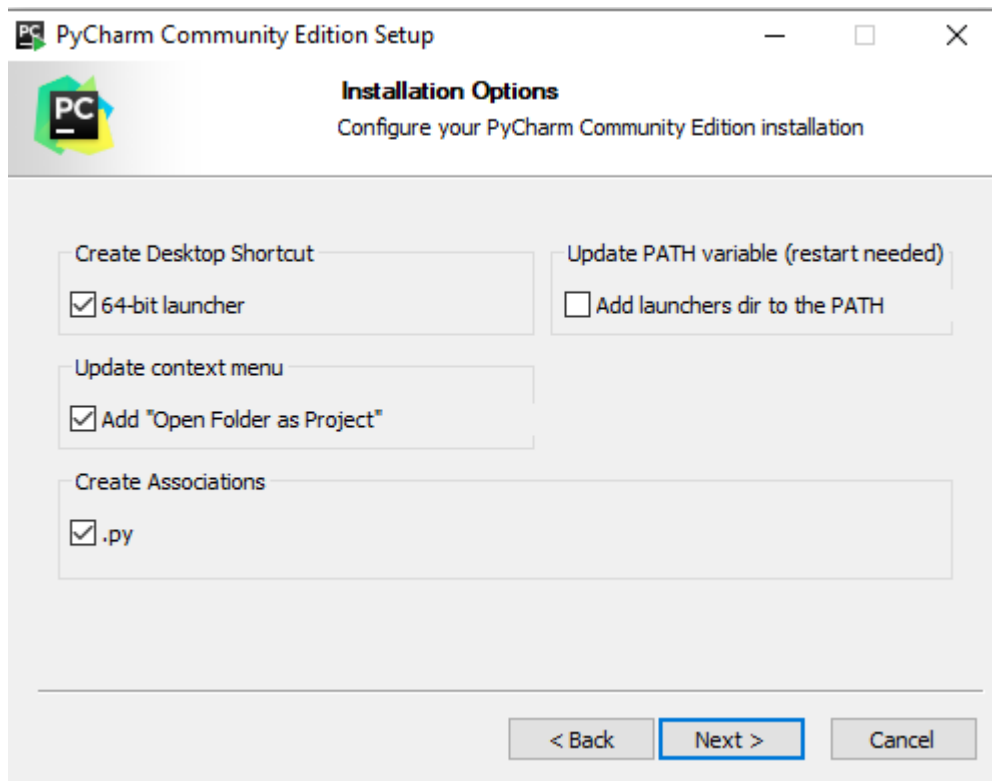 PyCharm Community Edition Setup
PC
Installation Options
Configure your PyCharm Community Edition installation
Create Desktop Shortcut
64-bit launcher
Update PATH variable (restart needed)
Add launchers dir to the PATH
Update context menu
Add "Open Folder as Project"
Create Associations
.py
< Back
Next >
Cancel